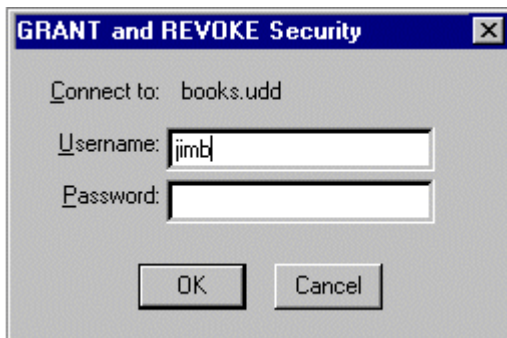 GRANT and REVOKE Security
Connect to: books.udd
Username: jimb
Password:
OK Cancel